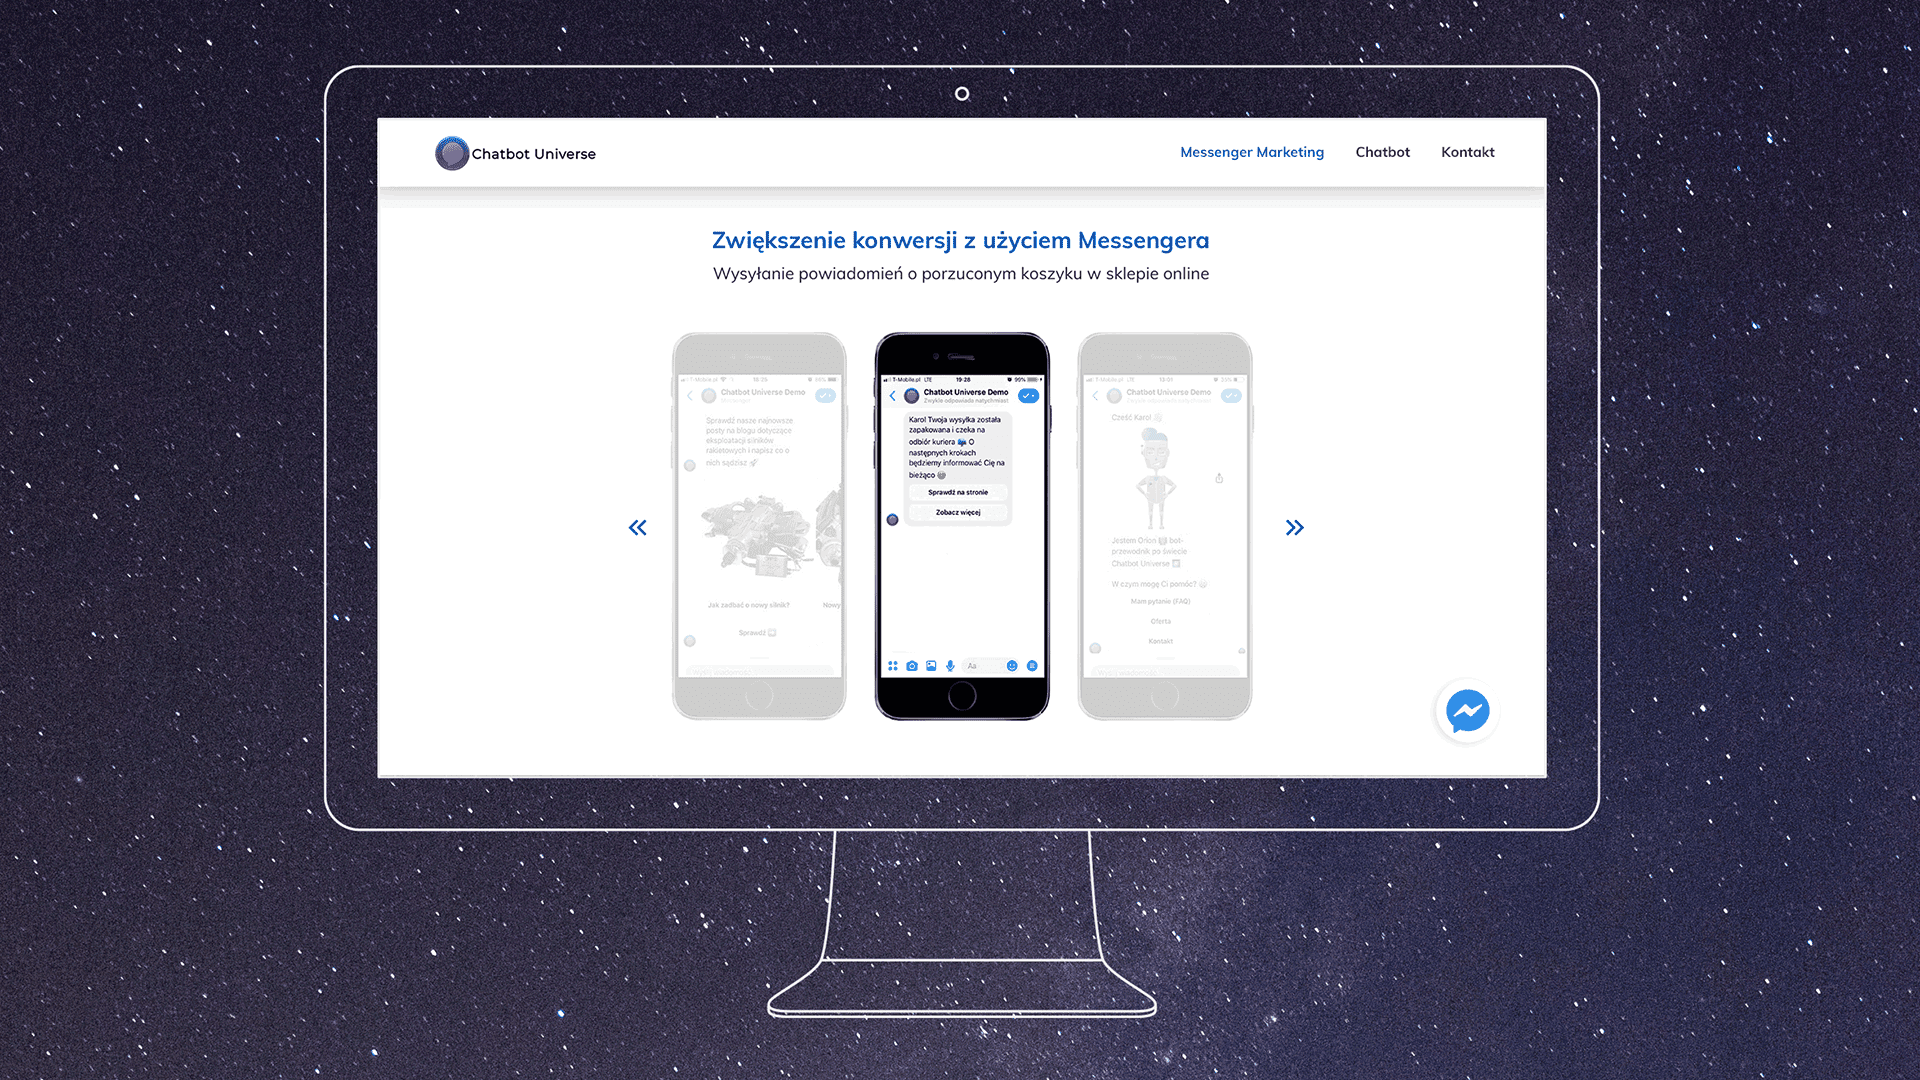 Chatbot Universe
Messenger Marketing
Chatbot
Kontakt
Zwiększenie konwersji z użyciem Messengera
Wysyłanie powiadomień o porzuconym koszyku w sklepie online
Chatbot Universe Demo
Sprawdź nasze najnowsze
posty na blogu dotyczące
eksploatacji silników
rakietowych i napisz co o
nich sądzisz
Jak zadbać o nowy silnik?
Nowy
Sprawdź
T-Mobile.pl LTE
19:28
99%
Chatbot Universe Demo
Zwykle odpowiada natychmiast
Karol Twoja wysyłka została
zapakowana i czeka na
odbiór kuriera 📦 O
następnych krokach
będziemy informować Cię na
bieżąco
Sprawdź na stronie
Zobacz więcej
Aa
Chatbot Universe Demo
Cześć Karol
Jestem Orion bot-
przewodnik po świecie
Chatbot Universe
W czym mogę Ci pomóc?
Mam pytanie (FAQ)
Oferta
Kontakt